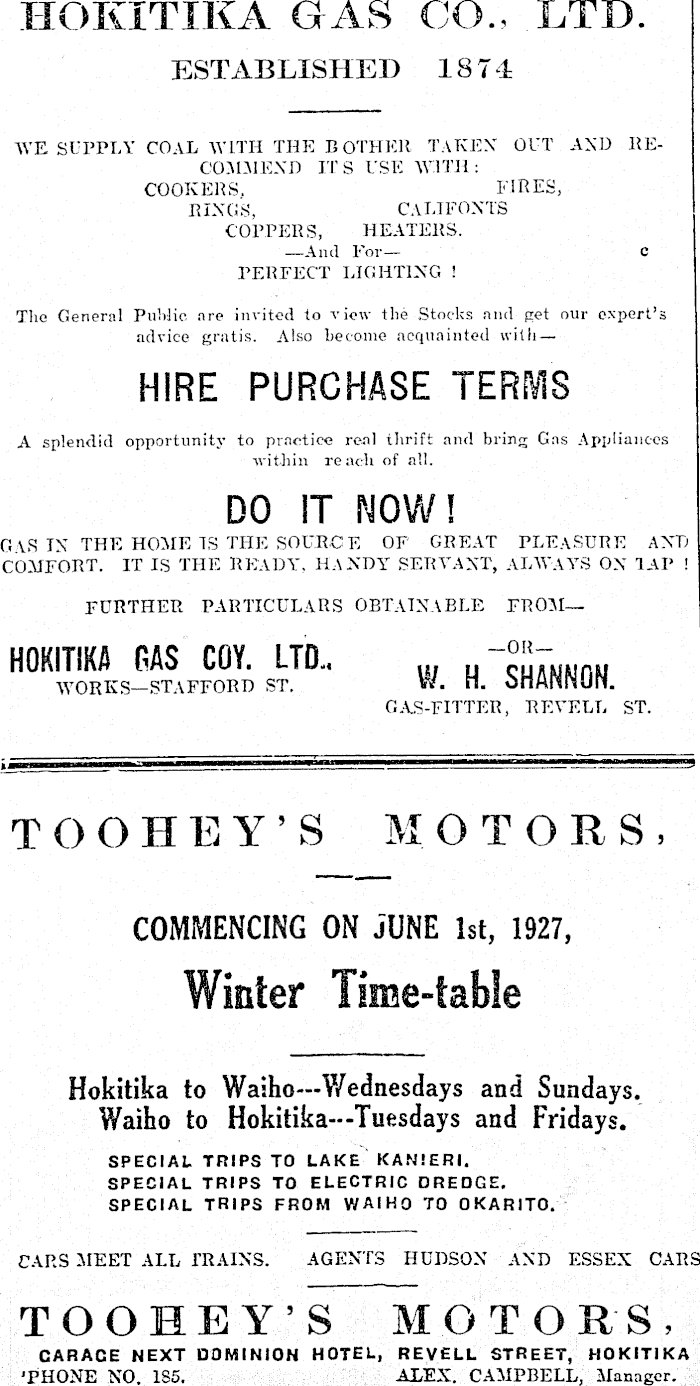 HOKITIKA GAS CO., LTD.
ESTABLISHED 1874
WE SUPPLY COAL WITH THE BOTHER TAKEN OUT AND RE-
COMMEND ITS USE WITH:
COOKERS, FIRES,
RINGS, CALIFONTS
COPPERS, HEATERS.
—And For— c
PERFECT LIGHTING !
The General Public are invited to view the Stocks and get our expert's
advice gratis. Also become acquainted with—
HIRE PURCHASE TERMS
A splendid opportunity to practice real thrift and bring Gas Appliances
within reach of all.
DO IT NOW!
GAS IN THE HOME IS THE SOURCE OF GREAT PLEASURE AND
COMFORT. IT IS THE READY, HANDY SERVANT, ALWAYS ON TAP !
FURTHER PARTICULARS OBTAINABLE FROM—
HOKITIKA GAS COY. LTD.,
WORKS—STAFFORD ST.
—OR—
W. H. SHANNON.
GAS-FITTER, REVELL ST.
TOOHEY'S MOTORS,
COMMENCING ON JUNE 1st, 1927,
Winter Time-table
Hokitika to Waiho---Wednesdays and Sundays.
Waiho to Hokitika---Tuesdays and Fridays.
SPECIAL TRIPS TO LAKE KANIERI.
SPECIAL TRIPS TO ELECTRIC DREDGE.
SPECIAL TRIPS FROM WAIHO TO OKARITO.
CARS MEET ALL TRAINS. AGENTS HUDSON AND ESSEX CARS
TOOHEY'S MOTORS,
GARAGE NEXT DOMINION HOTEL, REVELL STREET, HOKITIKA
'PHONE NO. 185. ALEX. CAMPBELL, Manager.